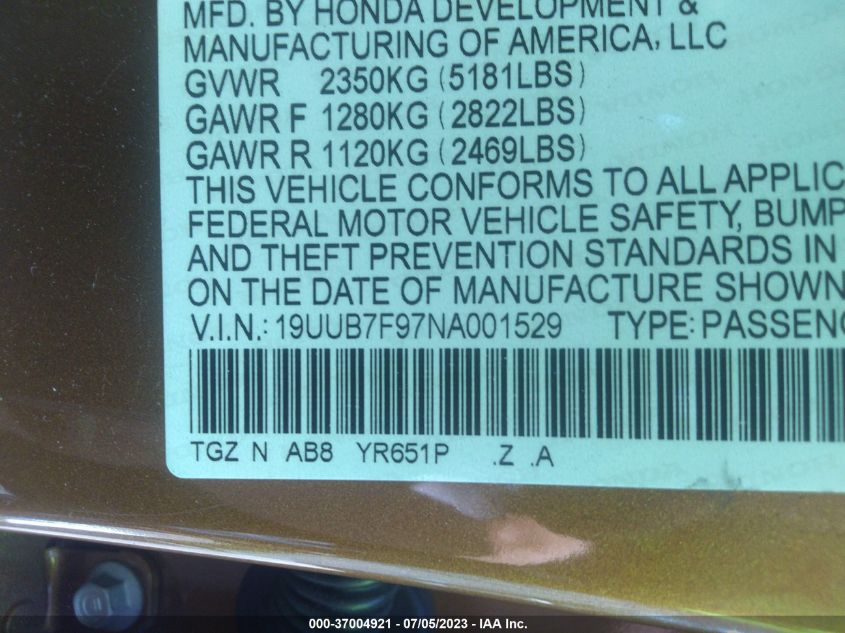 MFD. BY HONDA DEVELOPMENT &
MANUFACTURING OF AMERICA, LLC
GVWR 2350KG (5181LBS)
GAWR F 1280KG (2822LBS)
GAWR R 1120KG (2469LBS)
THIS VEHICLE CONFORMS TO ALL APPLIC
FEDERAL MOTOR VEHICLE SAFETY, BUMP
AND THEFT PREVENTION STANDARDS IN
ON THE DATE OF MANUFACTURE SHOWN
V.I.N.: 19UUB7F97NA001529 TYPE: PASSENG
TGZ N AB8 YR651P .Z .A
000-37004921 - 07/05/2023 - IAA Inc.